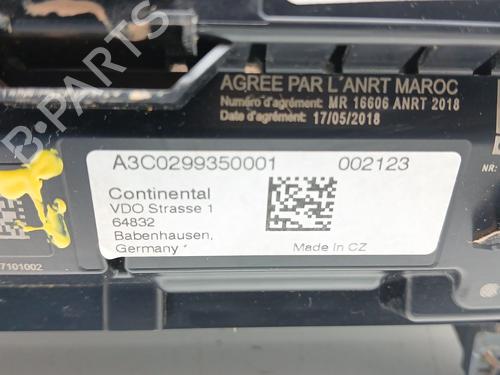 B-PARTS
AGREE PAR L'ANRT MAROC
Numéro d'agrément: MR 16606 ANRT 2018
Date d'agrément: 17/05/2018
NR:
A3C0299350001 002123
Continental
VDO Strasse 1
64832
Babenhausen,
Germany *
Made in CZ
7101002